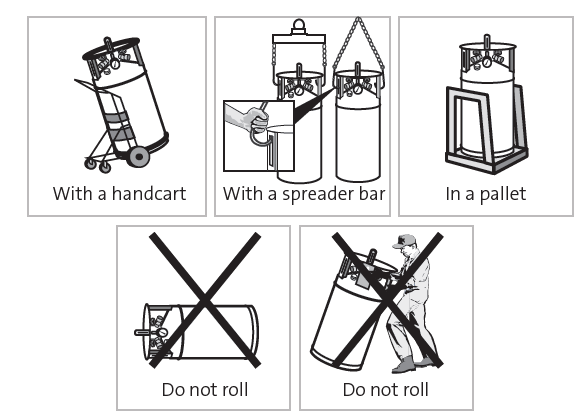 With a handcart
With a spreader bar
In a pallet
Do not roll
Do not roll